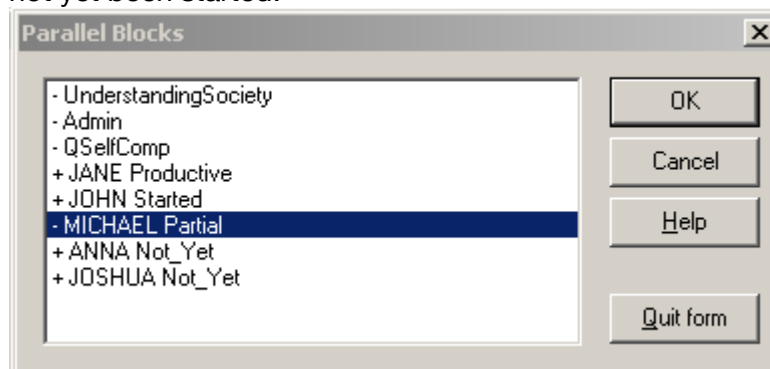 not yet been started.
Parallel Blocks
- UnderstandingSociety
- Admin
- QSelfComp
+ JANE Productive
+ JOHN Started
- MICHAEL Partial
+ ANNA Not_Yet
+ JOSHUA Not_Yet
OK
Cancel
Help
Quit form